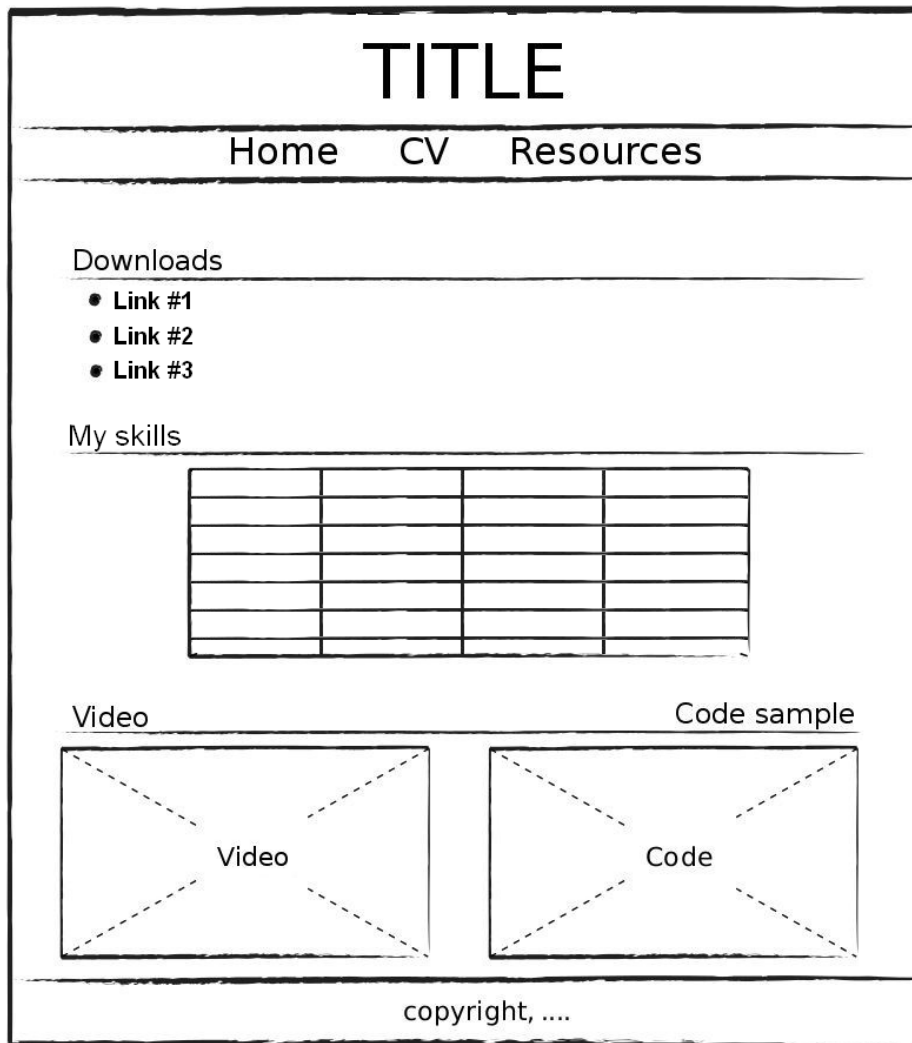 TITLE
Home CV Resources
Downloads
Link #1
Link #2
Link #3
My skills
Video Code sample
Video Code
copyright, ....